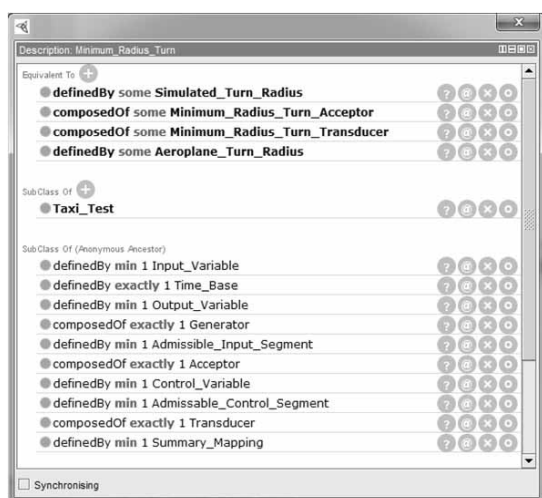 Description: Minimum_Radius_Turn
Equivalent To
definedBy some Simulated_Turn_Radius
composedOf some Minimum_Radius_Turn_Acceptor
composedOf some Minimum_Radius_Turn_Transducer
definedBy some Aeroplane_Turn_Radius
SubClass Of
Taxi_Test
SubClass Of (Anonymous Ancestor)
definedBy min 1 Input_Variable
definedBy exactly 1 Time_Base
definedBy min 1 Output_Variable
composedOf exactly 1 Generator
definedBy min 1 Admissible_Input_Segment
composedOf exactly 1 Acceptor
definedBy min 1 Control_Variable
definedBy min 1 Admissable_Control_Segment
composedOf exactly 1 Transducer
definedBy min 1 Summary_Mapping
Synchronising